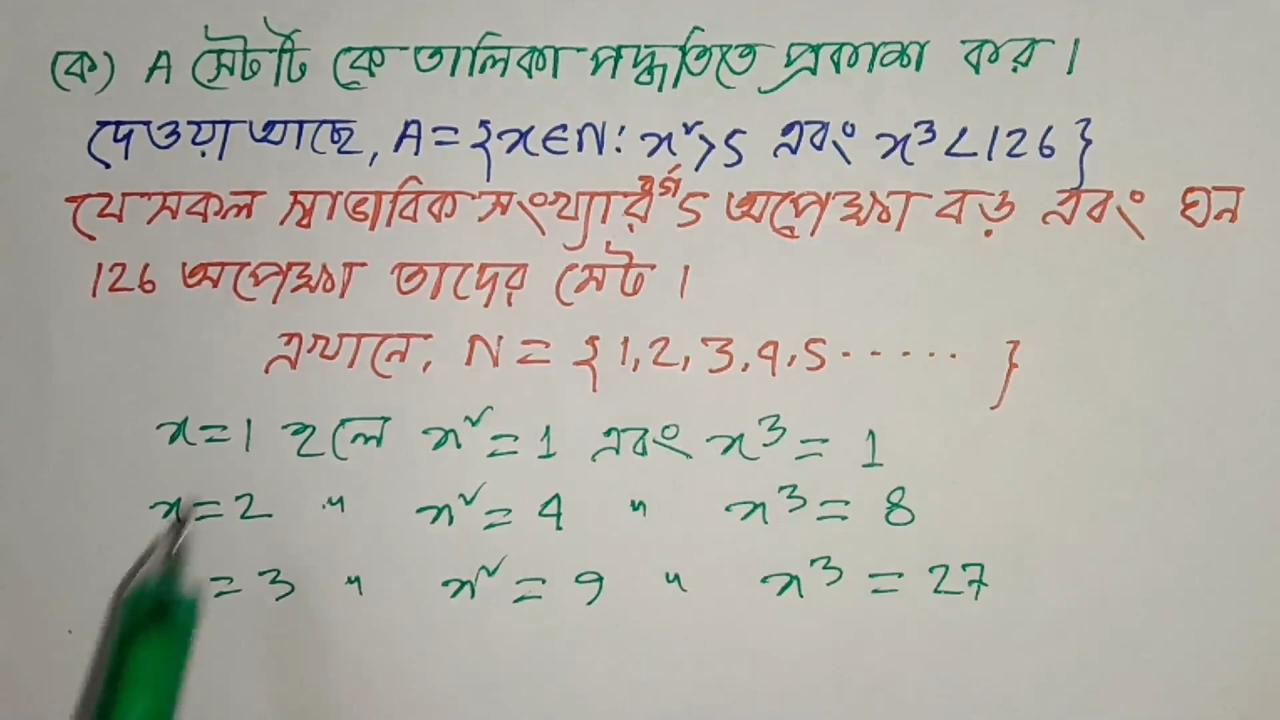 (ক) A সেটটি কে তালিকা পদ্ধতিতে প্রকাশ কর ।
দেওয়া আছে, A = {x∈N : x² > 5 এবং x³ < 126}
যে সকল স্বাভাবিক সংখ্যার বর্গ 5 অপেক্ষা বড় এবং ঘন
126 অপেক্ষা তাদের সেট ।
এখানে, N = {1, 2, 3, 4, 5 ...... }
x = 1 হলে x² = 1 এবং x³ = 1
x = 2 " x² = 4 " x³ = 8
= 3 " x² = 9 " x³ = 27